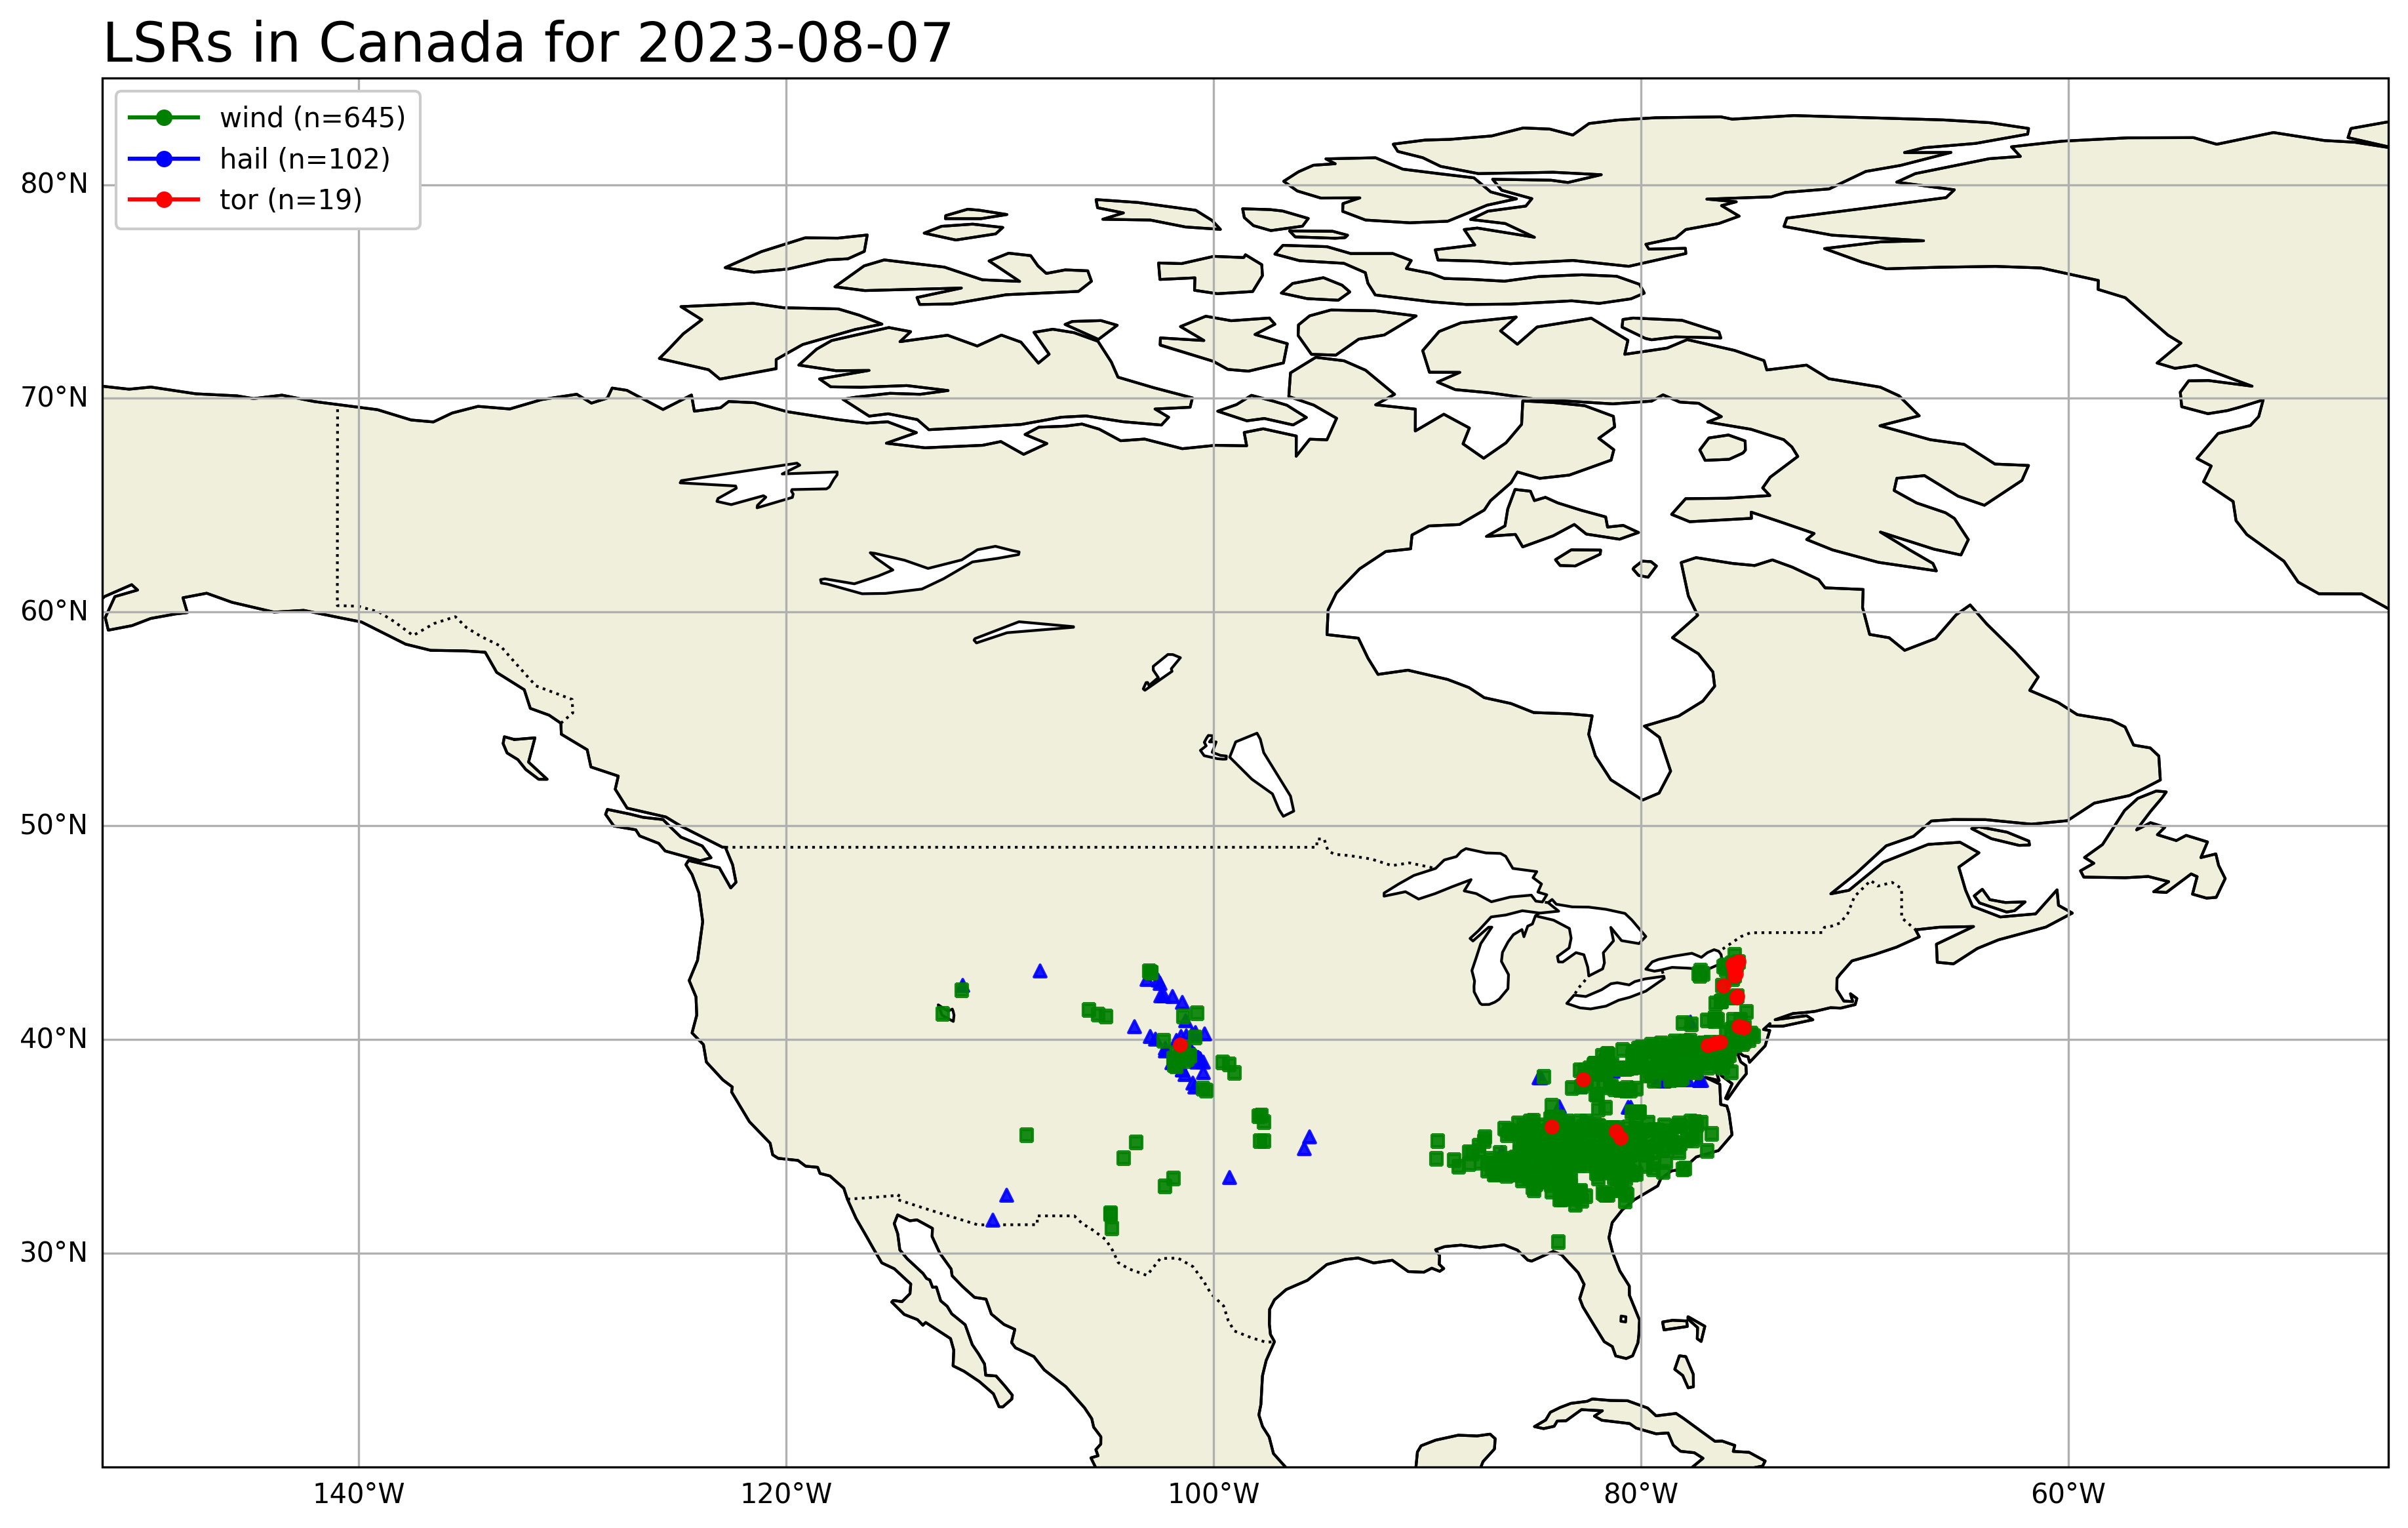 LSRs in Canada for 2023-08-07
wind (n=645)
hail (n=102)
tor (n=19)
80°N
70°N
60°N
50°N
40°N
30°N
140°W 120°W 100°W 80°W 60°W